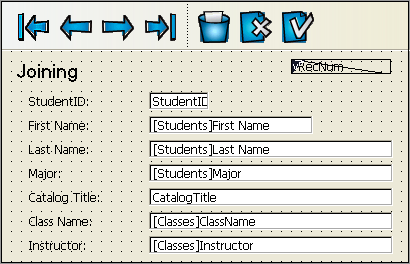 Joining
vRecNum
StudentID: StudentID
First Name: [Students]First Name
Last Name: [Students]Last Name
Major: [Students]Major
Catalog Title: CatalogTitle
Class Name: [Classes]ClassName
Instructor: [Classes]Instructor